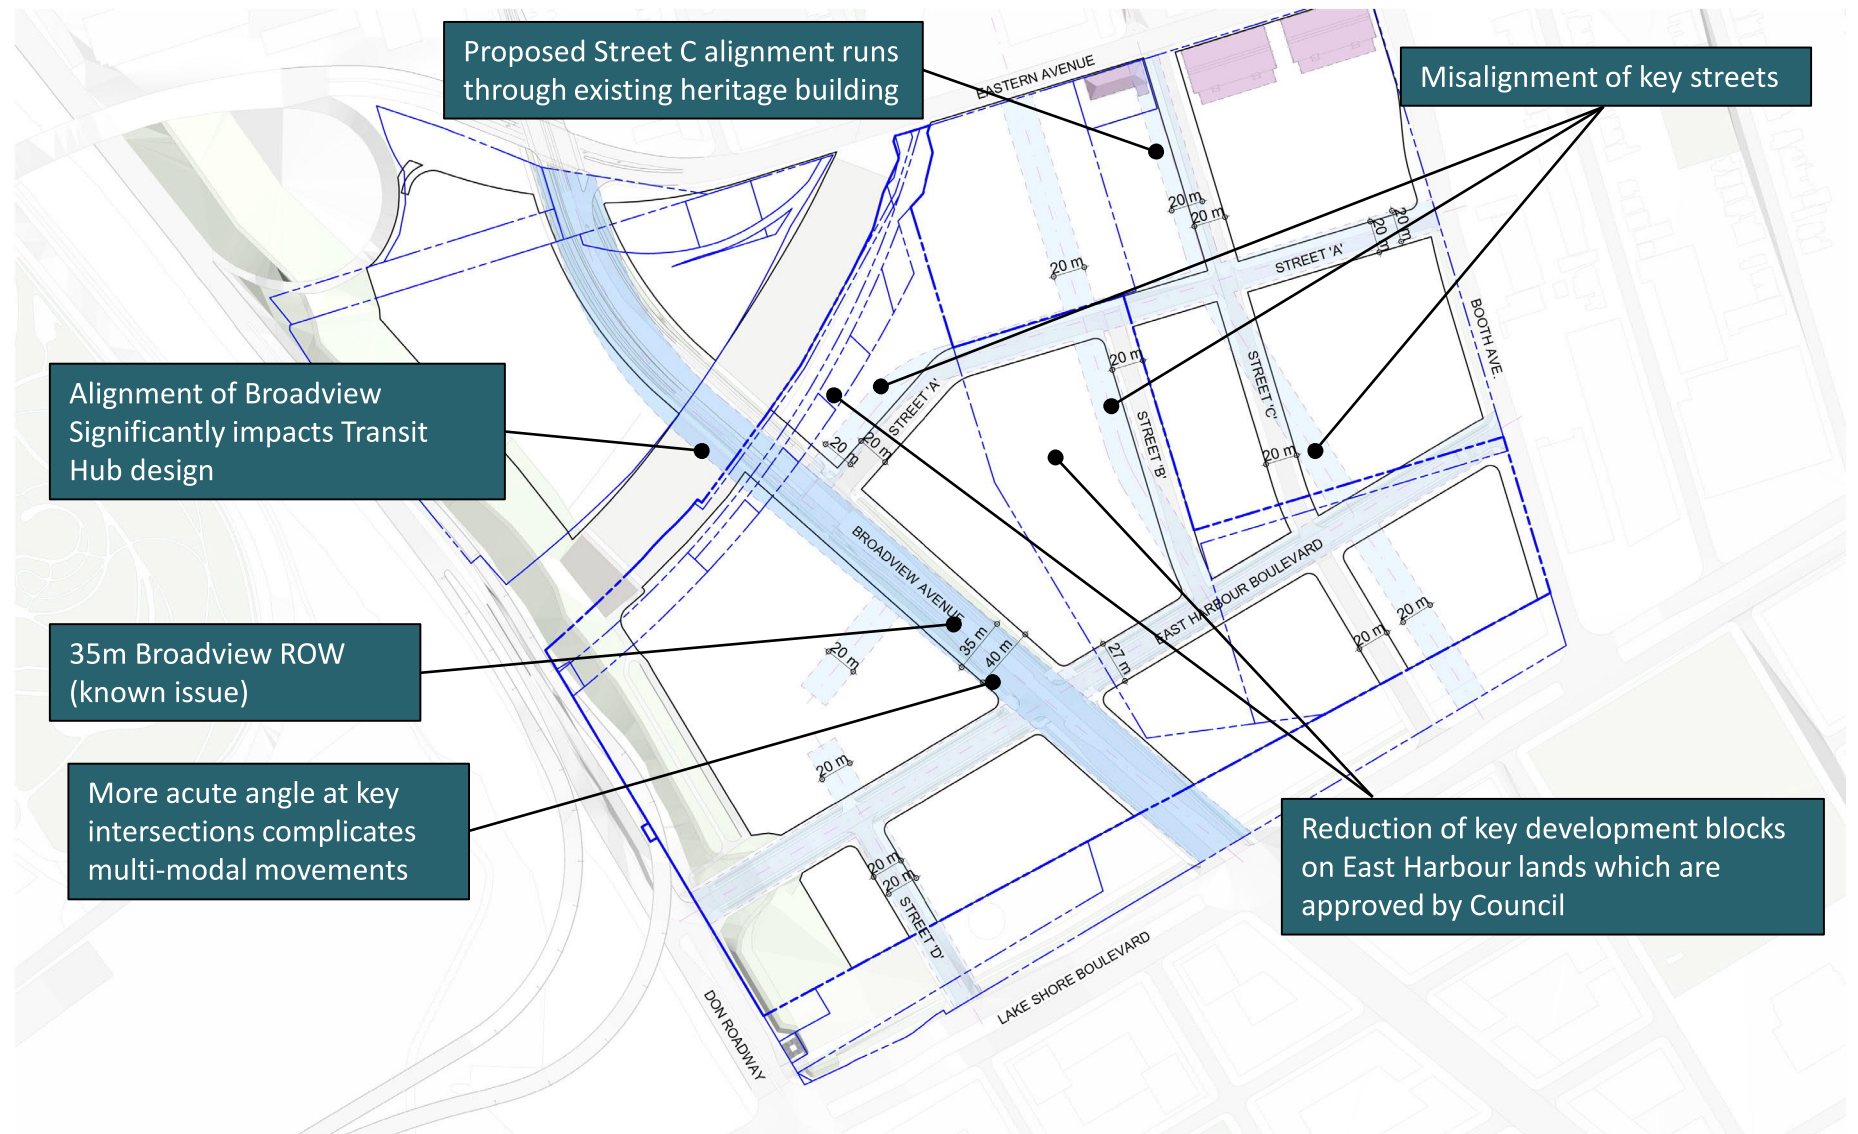 Proposed Street C alignment runs
through existing heritage building
Misalignment of key streets
EASTERN AVENUE
20 m
20 m
20 m
20 m
20 m
STREET 'A'
BOOTH AVE.
20 m
STREET 'C'
STREET 'A'
20 m
20 m
STREET 'B'
20 m
Alignment of Broadview
Significantly impacts Transit
Hub design
BROADVIEW AVENUE
EAST HARBOUR BOULEVARD
35 m
40 m
27 m
20 m
20 m
20 m
35m Broadview ROW
(known issue)
20 m
More acute angle at key
intersections complicates
multi-modal movements
20 m
20 m
STREET 'D'
Reduction of key development blocks
on East Harbour lands which are
approved by Council
LAKE SHORE BOULEVARD
DON ROADWAY